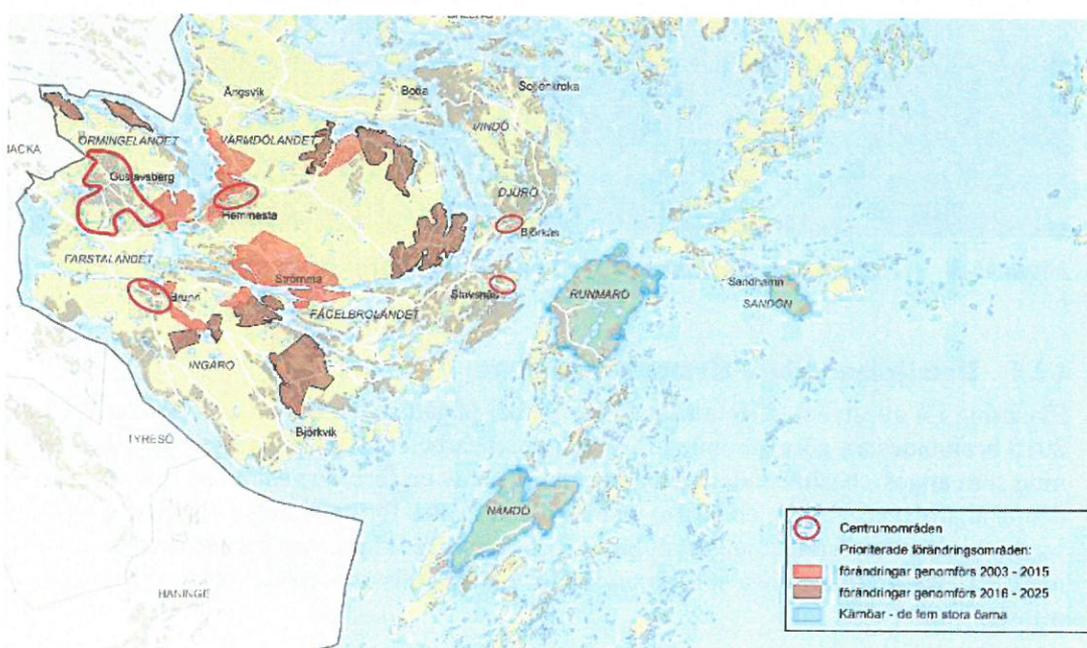 Ängsvik
Boda
Sollenkroka
VINDÖ
ORMINGELANDET
VÄRMDÖLANDET
NACKA
Gustavsberg
DJURÖ
Hemmesta
Björkås
FARSTALANDET
Strömma
Stavsnäs
RUNMARÖ
Sandhamn
SANDÖN
Brunn
FÅGELBROLANDET
INGARÖ
TYRESÖ
Björkvik
NÄMDÖ
HANINGE
Centrumområden
Prioriterade förändringsområden:
förändringar genomförs 2003 - 2015
förändringar genomförs 2016 - 2025
Kärnöar - de fem stora öarna